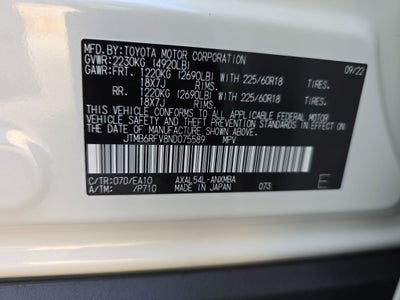 MFD.BY:TOYOTA MOTOR CORPORATION 09/22
GVWR:2230KG (4920LB)
GAWR:FRT. 1220KG (2690LB) WITH 225/60R18 TIRES.
18X7J RIMS.
RR. 1220KG (2690LB) WITH 225/60R18 TIRES.
18X7J RIMS.
THIS VEHICLE CONFORMS TO ALL APPLICABLE FEDERAL MOTOR
VEHICLE SAFETY AND THEFT PREVENTION STANDARDS IN EFFECT
ON THE DATE OF MANUFACTURE SHOWN ABOVE.
JTMB6RFV8ND075589 MPV
C/TR:070/EA10 AXAL54L-ANXMBA
A/TM: /P710 MADE IN JAPAN 073 E